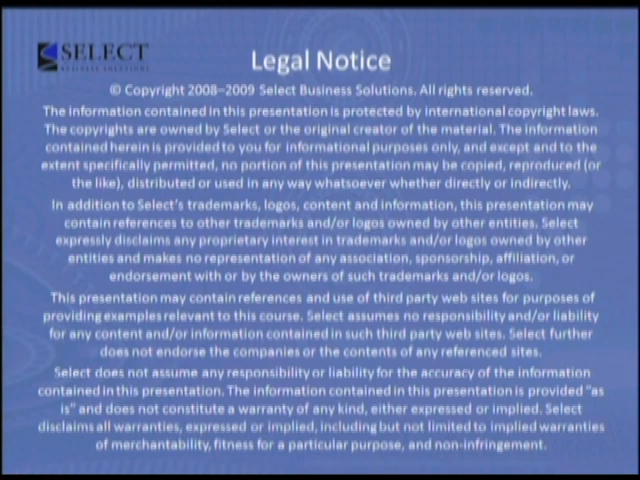 SELECT
BUSINESS SOLUTIONS
Legal Notice
© Copyright 2008–2009 Select Business Solutions. All rights reserved.
The information contained in this presentation is protected by international copyright laws.
The copyrights are owned by Select or the original creator of the material. The information
contained herein is provided to you for informational purposes only, and except and to the
extent specifically permitted, no portion of this presentation may be copied, reproduced (or
the like), distributed or used in any way whatsoever whether directly or indirectly.
In addition to Select's trademarks, logos, content and information, this presentation may
contain references to other trademarks and/or logos owned by other entities. Select
expressly disclaims any proprietary interest in trademarks and/or logos owned by other
entities and makes no representation of any association, sponsorship, affiliation, or
endorsement with or by the owners of such trademarks and/or logos.
This presentation may contain references and use of third party web sites for purposes of
providing examples relevant to this course. Select assumes no responsibility and/or liability
for any content and/or information contained in such third party web sites. Select further
does not endorse the companies or the contents of any referenced sites.
Select does not assume any responsibility or liability for the accuracy of the information
contained in this presentation. The information contained in this presentation is provided "as
is" and does not constitute a warranty of any kind, either expressed or implied. Select
disclaims all warranties, expressed or implied, including but not limited to implied warranties
of merchantability, fitness for a particular purpose, and non-infringement.